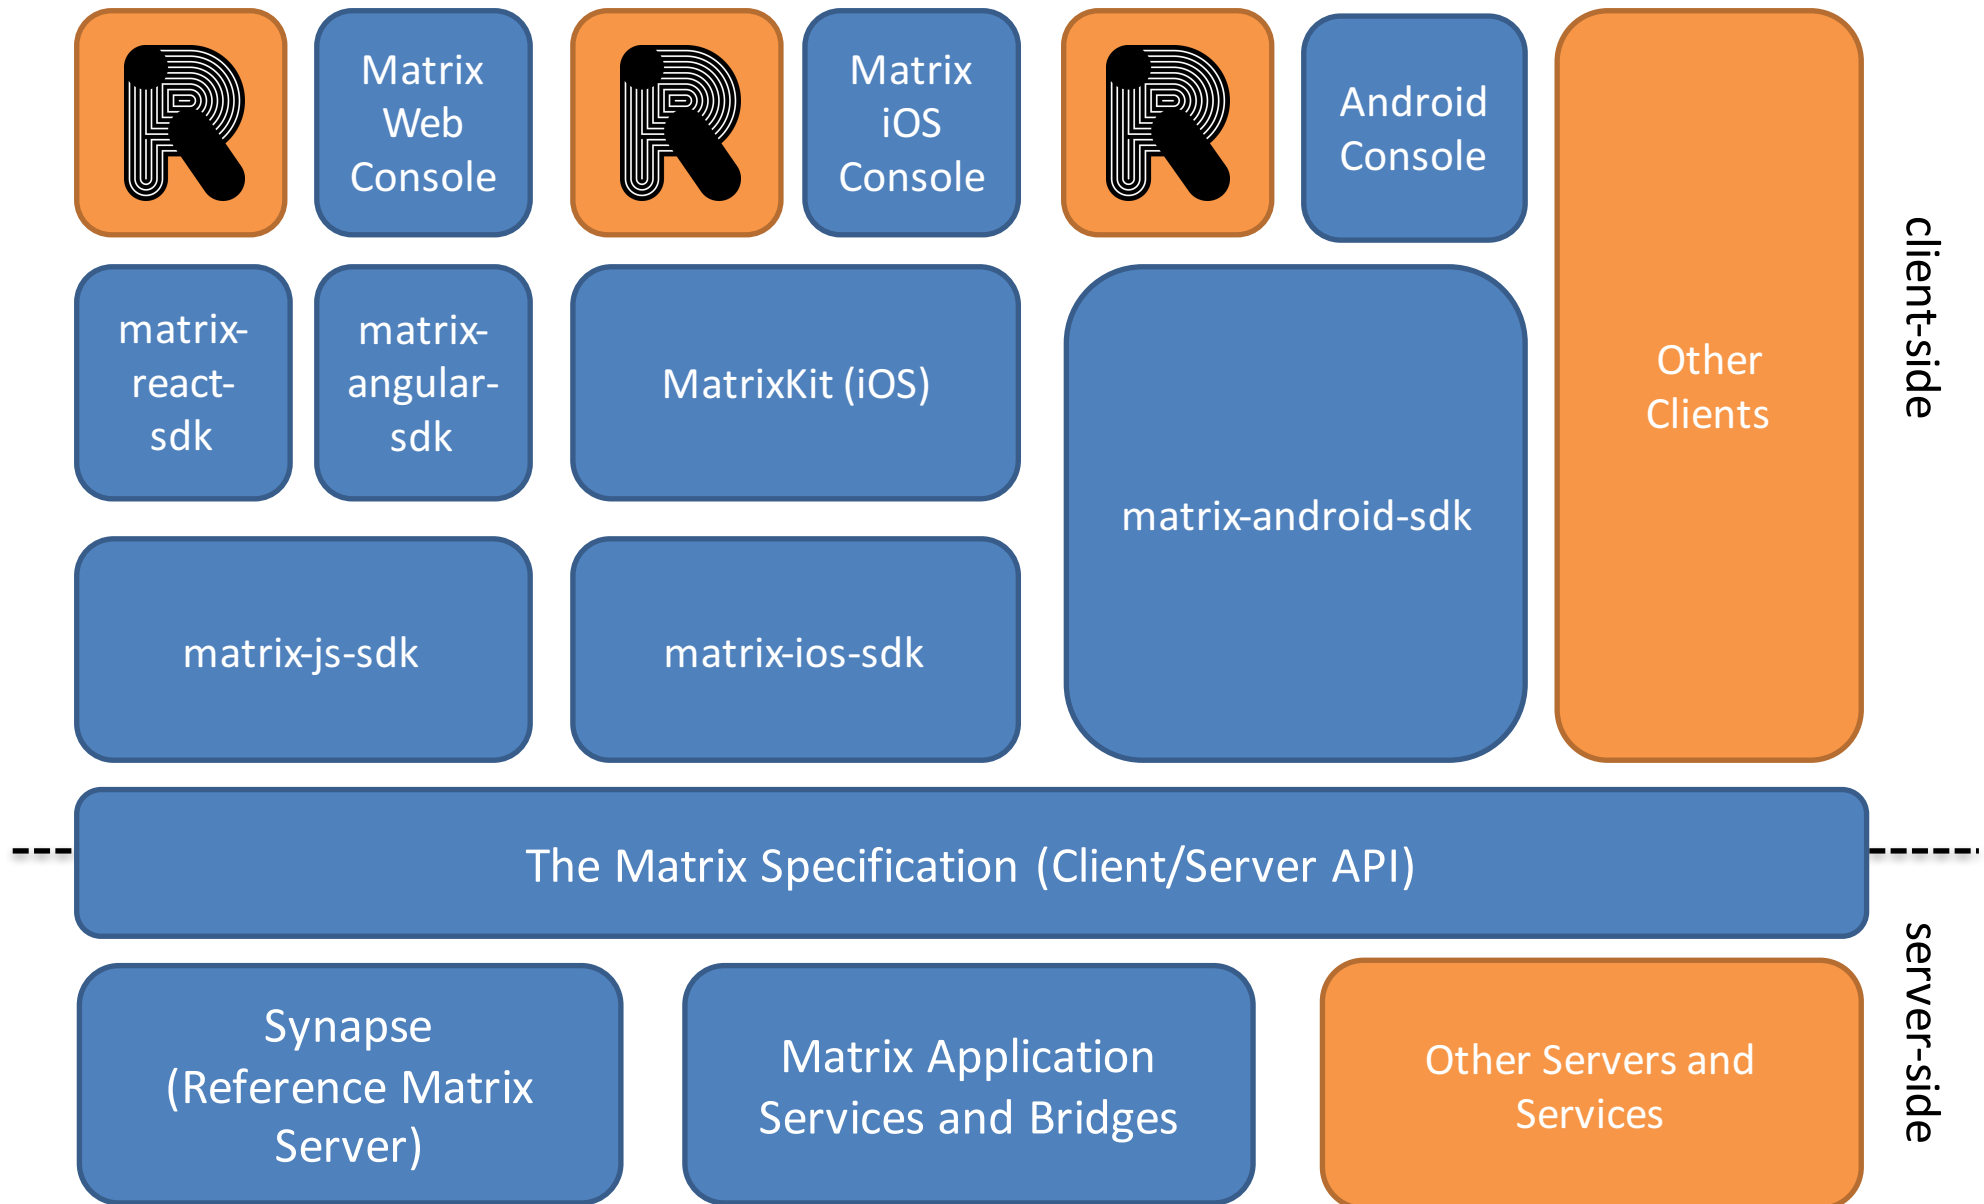 Matrix
Web
Console
Matrix
iOS
Console
Android
Console
matrix-
react-
sdk
matrix-
angular-
sdk
MatrixKit (iOS)
matrix-android-sdk
Other
Clients
client-side
matrix-js-sdk
matrix-ios-sdk
The Matrix Specification (Client/Server API)
Synapse
(Reference Matrix
Server)
Matrix Application
Services and Bridges
Other Servers and
Services
server-side